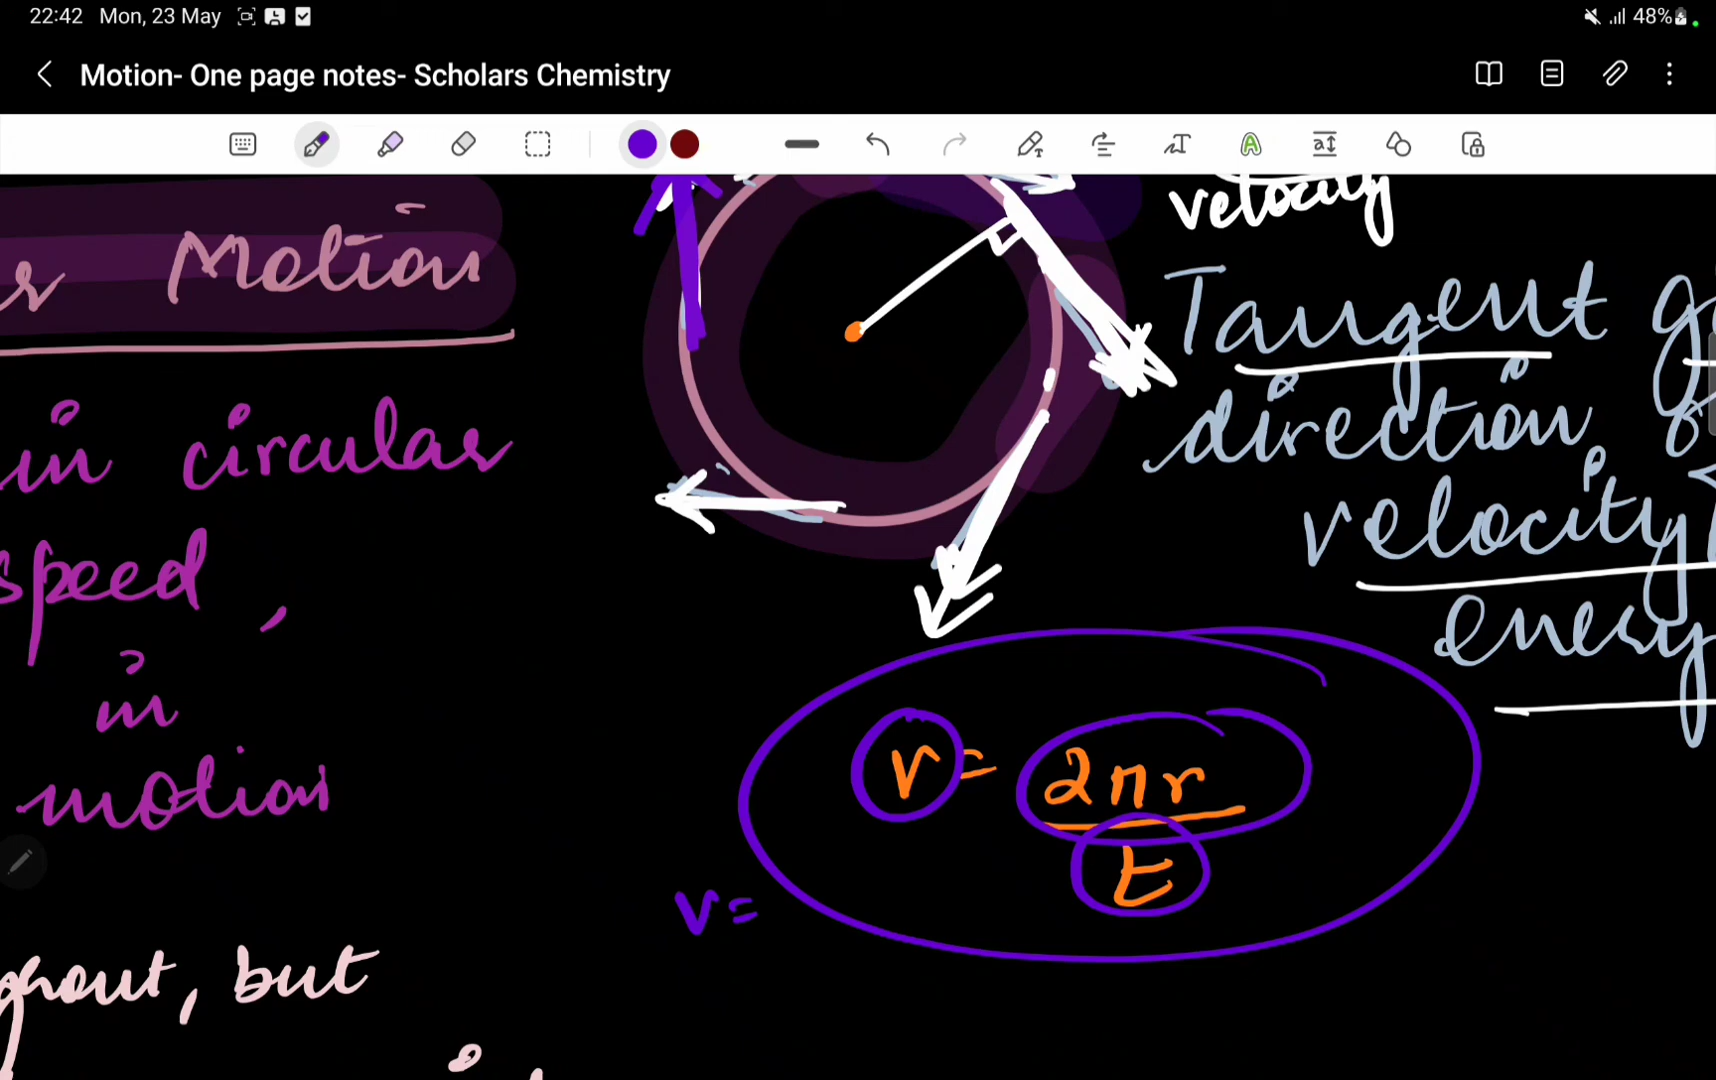 22:42 Mon, 23 May 48%
Motion- One page notes- Scholars Chemistry
velocity
Motion
Tangent
in circular
direction
speed,
velocity
in
energy
motion
v = 2πr
t
v =
but